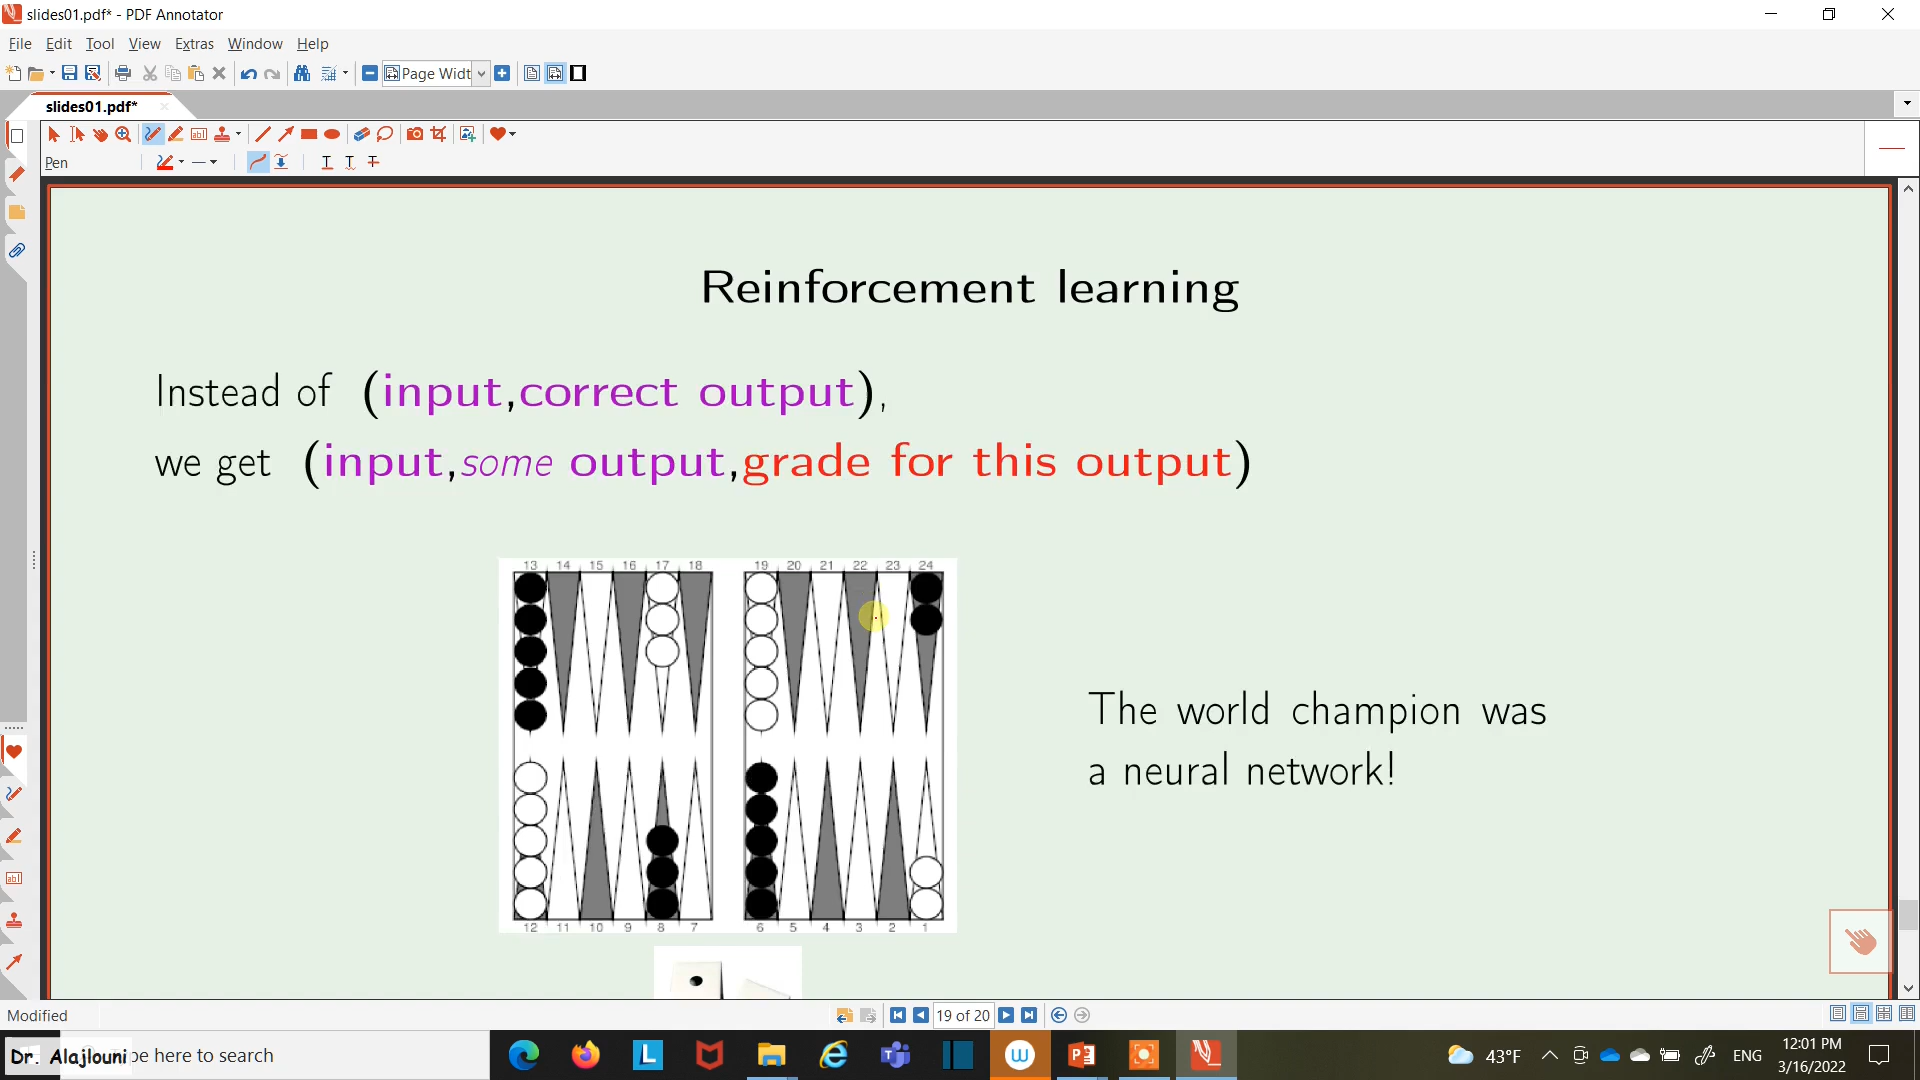 slides01.pdf* - PDF Annotator
File Edit Tool View Extras Window Help
Page Widt
slides01.pdf*
Pen
Reinforcement learning
Instead of (input,correct output),
we get (input,some output,grade for this output)
13 14 15 16 17 18 19 20 21 22 23 24
The world champion was
a neural network!
12 11 10 9 8 7 6 5 4 3 2 1
Modified
19 of 20
Dr. Alajlouni
pe here to search
43°F
ENG
12:01 PM
3/16/2022